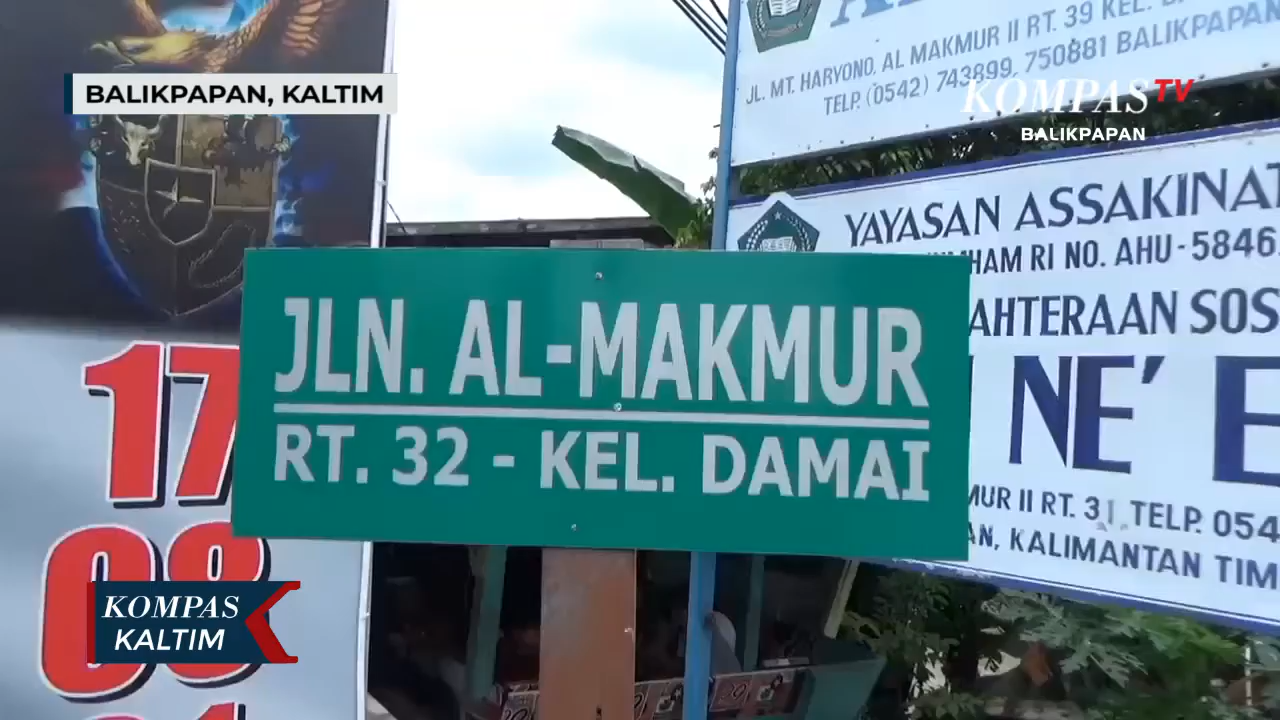 BALIKPAPAN, KALTIM
KOMPAS TV
BALIKPAPAN
JL. MT. HARYONO, AL MAKMUR II RT. 39 KEL.
TELP. (0542) 743899, 750881 BALIKPAPAN
YAYASAN ASSAKINAT
HAM RI NO. AHU - 5846.
AHTERAAN SOS
NE' E
MUR II RT. 31, TELP. 054
AN, KALIMANTAN TIM
JLN. AL-MAKMUR
RT. 32 - KEL. DAMAI
17
08
KOMPAS
KALTIM